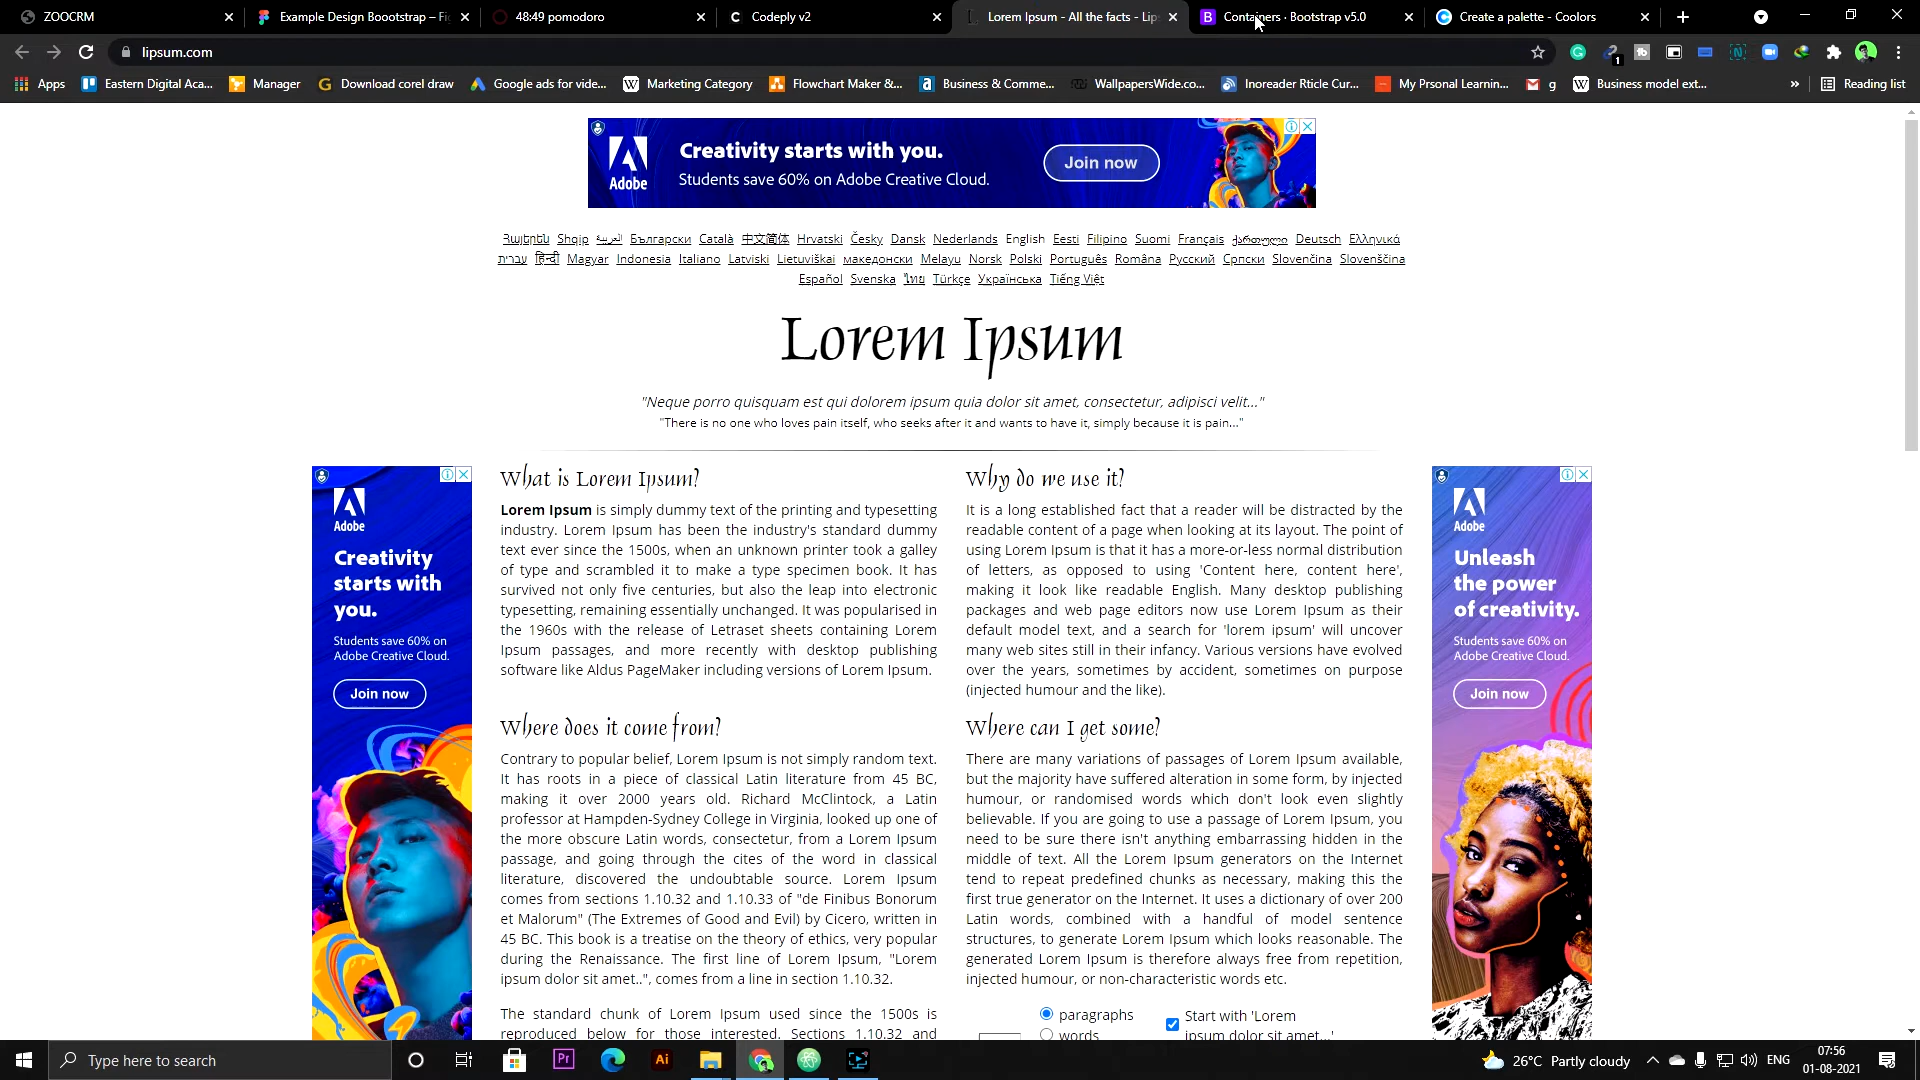 ZOOCRM
Example Design Boootstrap – Fig
48:49 pomodoro
Codeply v2
Lorem Ipsum - All the facts - Lip
Containers · Bootstrap v5.0
Create a palette - Coolors
lipsum.com
1
Apps
Eastern Digital Aca...
Manager
Download corel draw
Google ads for vide...
Marketing Category
Flowchart Maker &...
Business & Comme...
WallpapersWide.co...
Inoreader Rticle Cur...
My Prsonal Learnin...
g
Business model ext...
»
Reading list
Adobe
Creativity starts with you.
Students save 60% on Adobe Creative Cloud.
Join now
Հայերեն Shqip العربية Български Català 中文简体 Hrvatski Česky Dansk Nederlands English Eesti Filipino Suomi Français ქართული Deutsch Ελληνικά
עברית हिन्दी Magyar Indonesia Italiano Latviski Lietuviškai македонски Melayu Norsk Polski Português Româna Русский Српски Slovenčina Slovenščina
Español Svenska ไทย Türkçe Українська Tiếng Việt
Lorem Ipsum
"Neque porro quisquam est qui dolorem ipsum quia dolor sit amet, consectetur, adipisci velit..."
"There is no one who loves pain itself, who seeks after it and wants to have it, simply because it is pain..."
Adobe
Creativity
starts with
you.
Students save 60% on
Adobe Creative Cloud.
Join now
What is Lorem Ipsum?
Lorem Ipsum is simply dummy text of the printing and typesetting
industry. Lorem Ipsum has been the industry's standard dummy
text ever since the 1500s, when an unknown printer took a galley
of type and scrambled it to make a type specimen book. It has
survived not only five centuries, but also the leap into electronic
typesetting, remaining essentially unchanged. It was popularised in
the 1960s with the release of Letraset sheets containing Lorem
Ipsum passages, and more recently with desktop publishing
software like Aldus PageMaker including versions of Lorem Ipsum.
Why do we use it?
It is a long established fact that a reader will be distracted by the
readable content of a page when looking at its layout. The point of
using Lorem Ipsum is that it has a more-or-less normal distribution
of letters, as opposed to using 'Content here, content here',
making it look like readable English. Many desktop publishing
packages and web page editors now use Lorem Ipsum as their
default model text, and a search for 'lorem ipsum' will uncover
many web sites still in their infancy. Various versions have evolved
over the years, sometimes by accident, sometimes on purpose
(injected humour and the like).
Where does it come from?
Contrary to popular belief, Lorem Ipsum is not simply random text.
It has roots in a piece of classical Latin literature from 45 BC,
making it over 2000 years old. Richard McClintock, a Latin
professor at Hampden-Sydney College in Virginia, looked up one of
the more obscure Latin words, consectetur, from a Lorem Ipsum
passage, and going through the cites of the word in classical
literature, discovered the undoubtable source. Lorem Ipsum
comes from sections 1.10.32 and 1.10.33 of "de Finibus Bonorum
et Malorum" (The Extremes of Good and Evil) by Cicero, written in
45 BC. This book is a treatise on the theory of ethics, very popular
during the Renaissance. The first line of Lorem Ipsum, "Lorem
ipsum dolor sit amet..", comes from a line in section 1.10.32.
The standard chunk of Lorem Ipsum used since the 1500s is
reproduced below for those interested. Sections 1.10.32 and
Where can I get some?
There are many variations of passages of Lorem Ipsum available,
but the majority have suffered alteration in some form, by injected
humour, or randomised words which don't look even slightly
believable. If you are going to use a passage of Lorem Ipsum, you
need to be sure there isn't anything embarrassing hidden in the
middle of text. All the Lorem Ipsum generators on the Internet
tend to repeat predefined chunks as necessary, making this the
first true generator on the Internet. It uses a dictionary of over 200
Latin words, combined with a handful of model sentence
structures, to generate Lorem Ipsum which looks reasonable. The
generated Lorem Ipsum is therefore always free from repetition,
injected humour, or non-characteristic words etc.
paragraphs
words
Start with 'Lorem
ipsum dolor sit amet...'
Adobe
Unleash
the power
of creativity.
Students save 60% on
Adobe Creative Cloud.
Join now
Type here to search
Pr
Ai
26°C Partly cloudy
ENG
07:56
01-08-2021